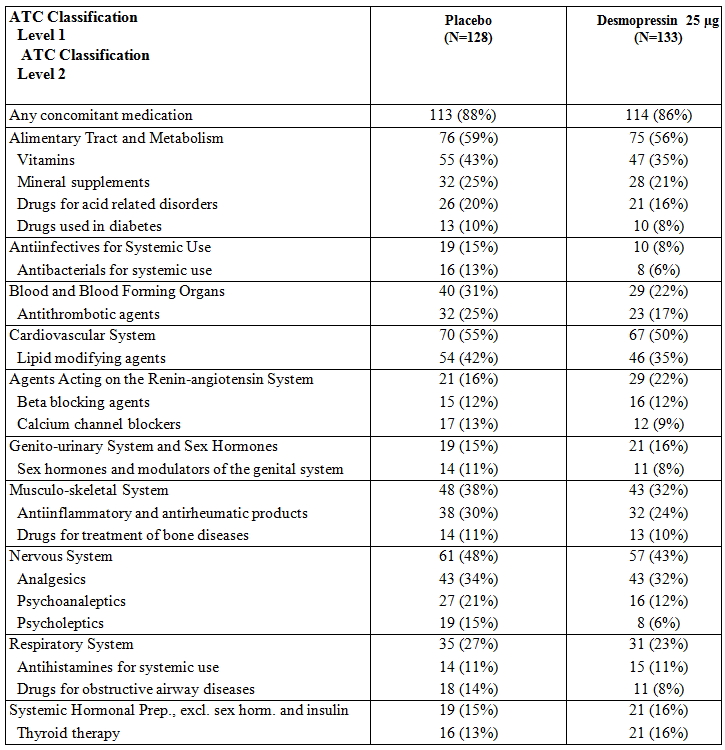 ATC Classification Level 1 ATC Classification Level 2 Placebo (N=128) Desmopressin 25 µg (N=133)
Any concomitant medication 113 (88%) 114 (86%)
Alimentary Tract and Metabolism 76 (59%) 75 (56%)
Vitamins 55 (43%) 47 (35%)
Mineral supplements 32 (25%) 28 (21%)
Drugs for acid related disorders 26 (20%) 21 (16%)
Drugs used in diabetes 13 (10%) 10 (8%)
Antiinfectives for Systemic Use 19 (15%) 10 (8%)
Antibacterials for systemic use 16 (13%) 8 (6%)
Blood and Blood Forming Organs 40 (31%) 29 (22%)
Antithrombotic agents 32 (25%) 23 (17%)
Cardiovascular System 70 (55%) 67 (50%)
Lipid modifying agents 54 (42%) 46 (35%)
Agents Acting on the Renin-angiotensin System 21 (16%) 29 (22%)
Beta blocking agents 15 (12%) 16 (12%)
Calcium channel blockers 17 (13%) 12 (9%)
Genito-urinary System and Sex Hormones 19 (15%) 21 (16%)
Sex hormones and modulators of the genital system 14 (11%) 11 (8%)
Musculo-skeletal System 48 (38%) 43 (32%)
Antiinflammatory and antirheumatic products 38 (30%) 32 (24%)
Drugs for treatment of bone diseases 14 (11%) 13 (10%)
Nervous System 61 (48%) 57 (43%)
Analgesics 43 (34%) 43 (32%)
Psychoanaleptics 27 (21%) 16 (12%)
Psycholeptics 19 (15%) 8 (6%)
Respiratory System 35 (27%) 31 (23%)
Antihistamines for systemic use 14 (11%) 15 (11%)
Drugs for obstructive airway diseases 18 (14%) 11 (8%)
Systemic Hormonal Prep., excl. sex horm. and insulin 19 (15%) 21 (16%)
Thyroid therapy 16 (13%) 21 (16%)